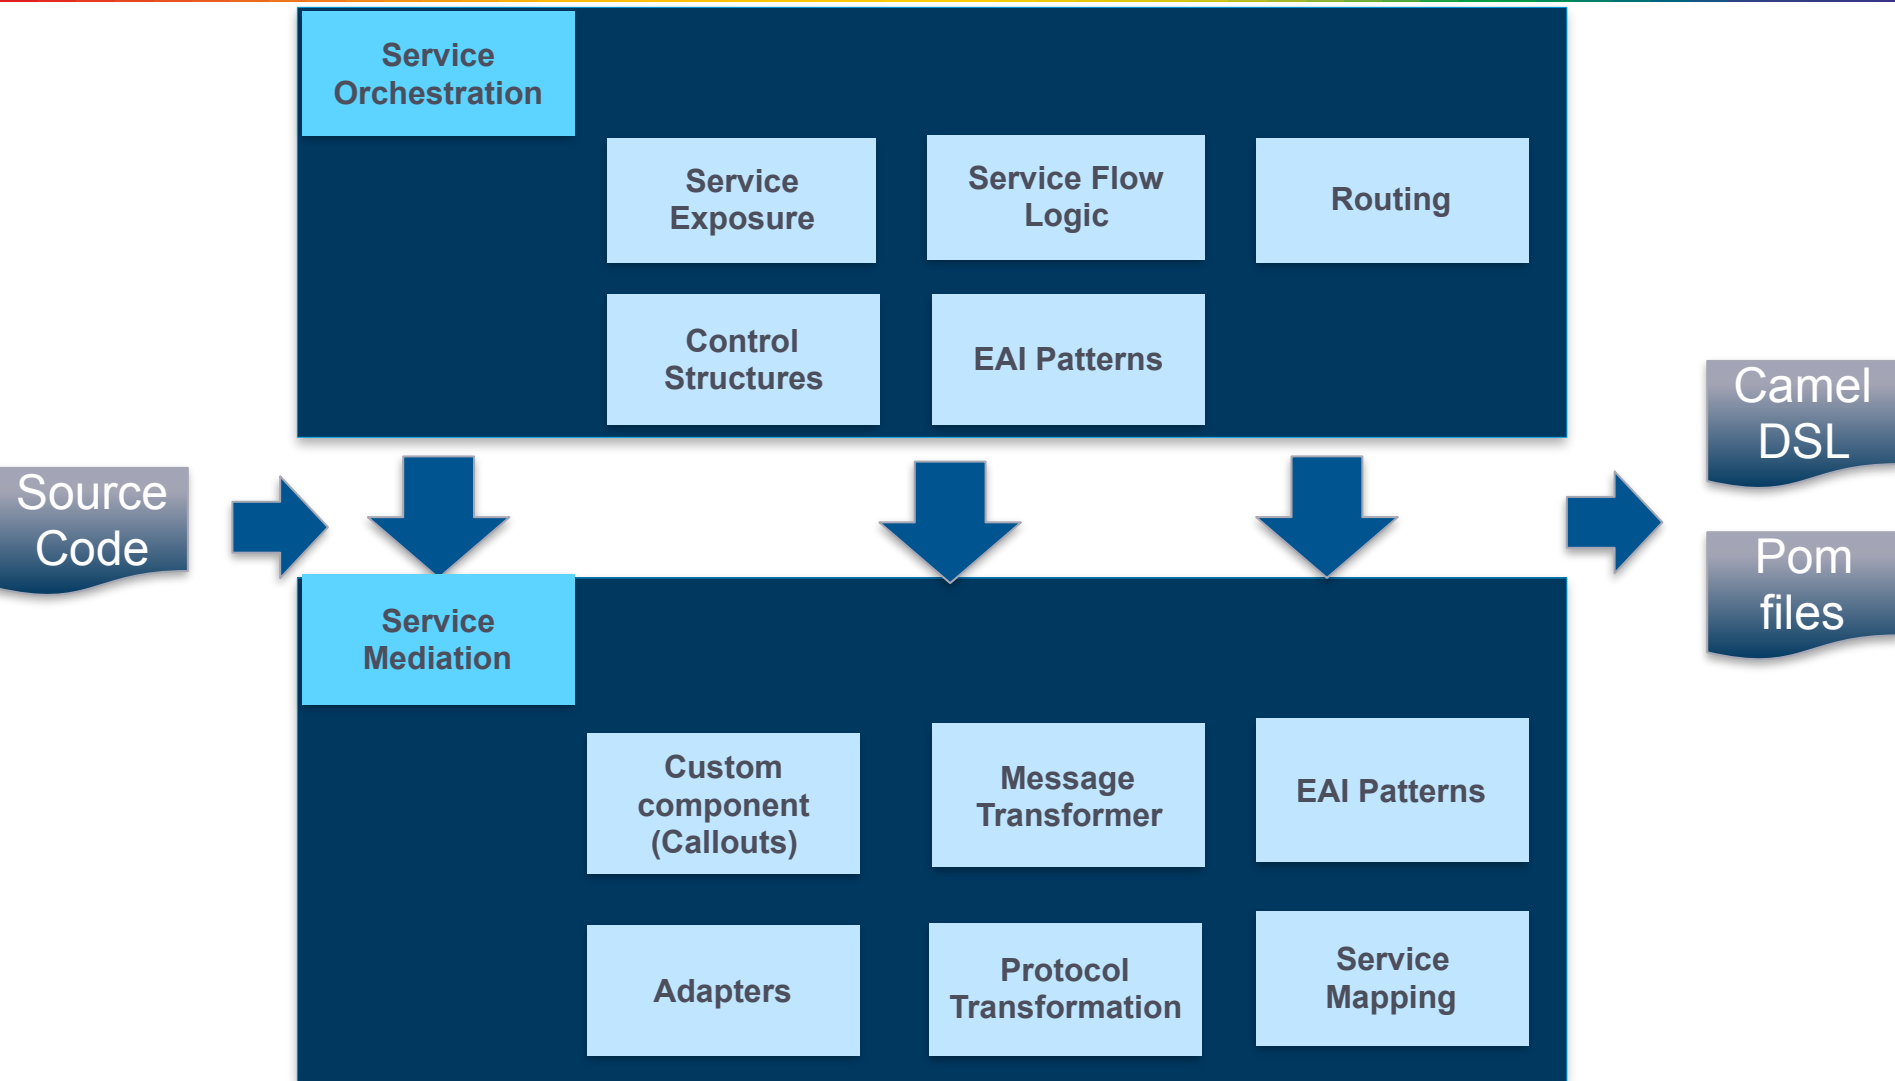 Service
Orchestration
Service
Exposure
Service Flow
Logic
Routing
Control
Structures
EAI Patterns
Source
Code
Camel
DSL
Pom
files
Service
Mediation
Custom
component
(Callouts)
Message
Transformer
EAI Patterns
Adapters
Protocol
Transformation
Service
Mapping